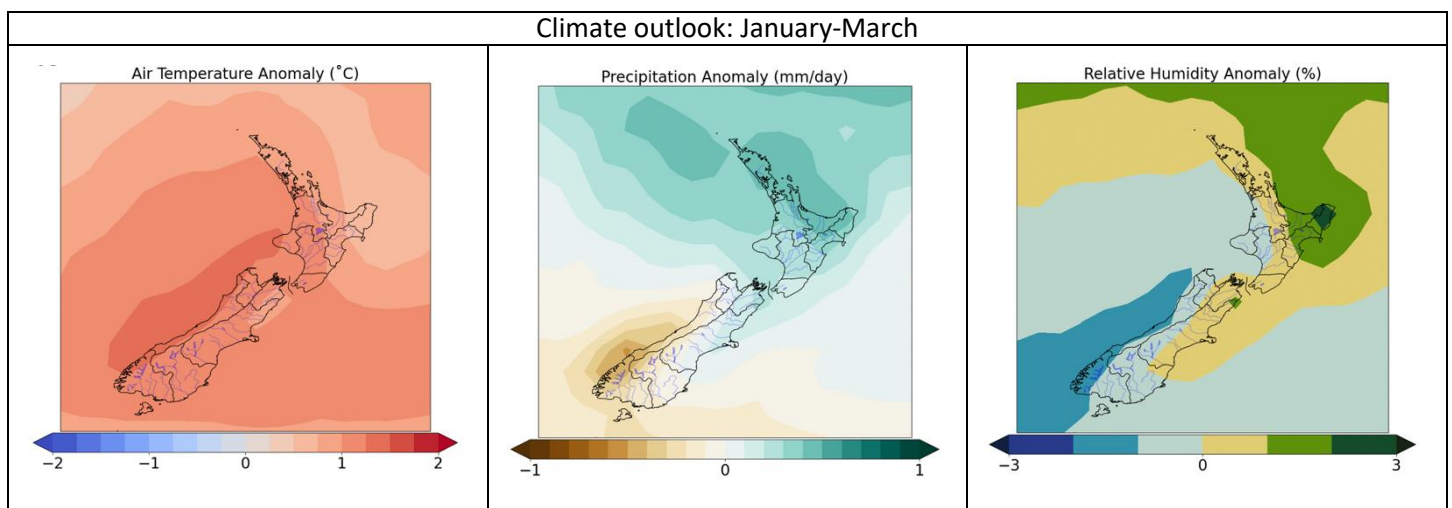 Climate outlook: January-March
Air Temperature Anomaly (˚C)
−2 −1 0 1 2
Precipitation Anomaly (mm/day)
−1 0 1
Relative Humidity Anomaly (%)
−3 0 3